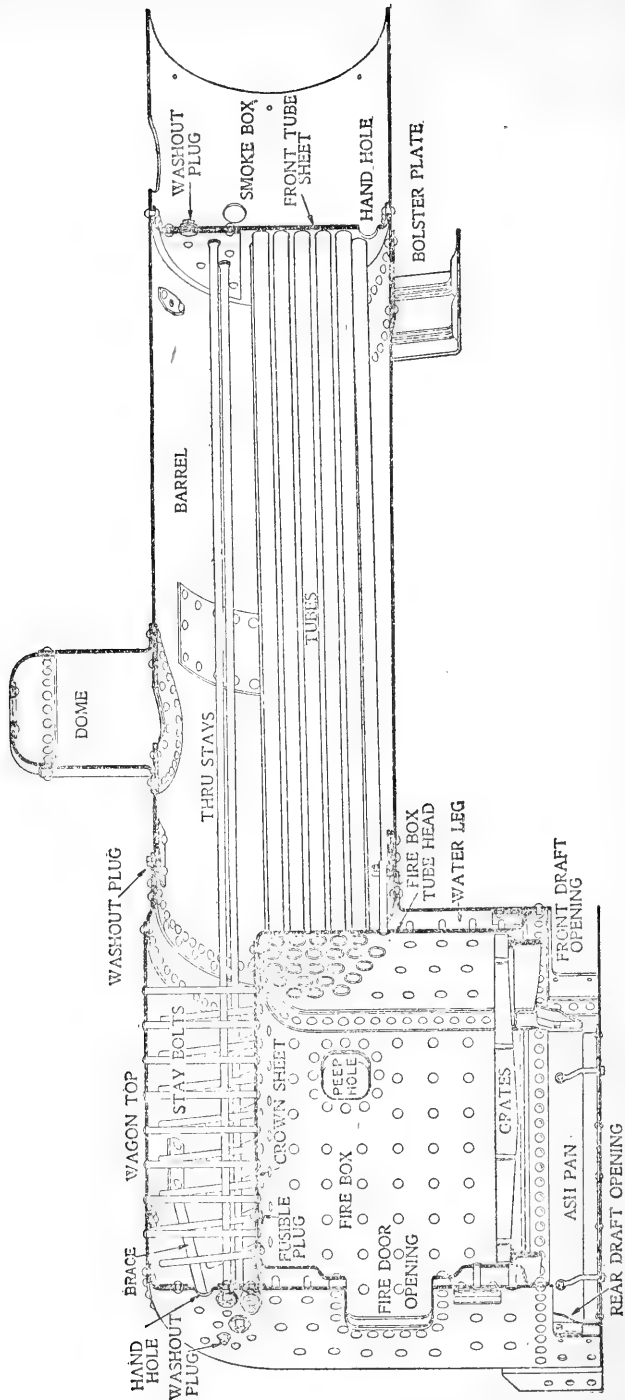 WASHOUT
PLUG
SMOKE BOX
FRONT TUBE
SHEET
HAND HOLE
BOLSTER PLATE
BARREL
TUBES
DOME
THRU STAYS
WASHOUT PLUG
FIRE BOX
TUBE HEAD
WATER LEG
FRONT DRAFT
OPENING
WAGON TOP
STAY BOLTS
CROWN SHEET
PEEP
HOLE
GRATES
BRACE
FUSIBLE
PLUG
FIRE BOX
ASH PAN
HAND
HOLE
WASHOUT
PLUG
FIRE DOOR
OPENING
REAR DRAFT OPENING